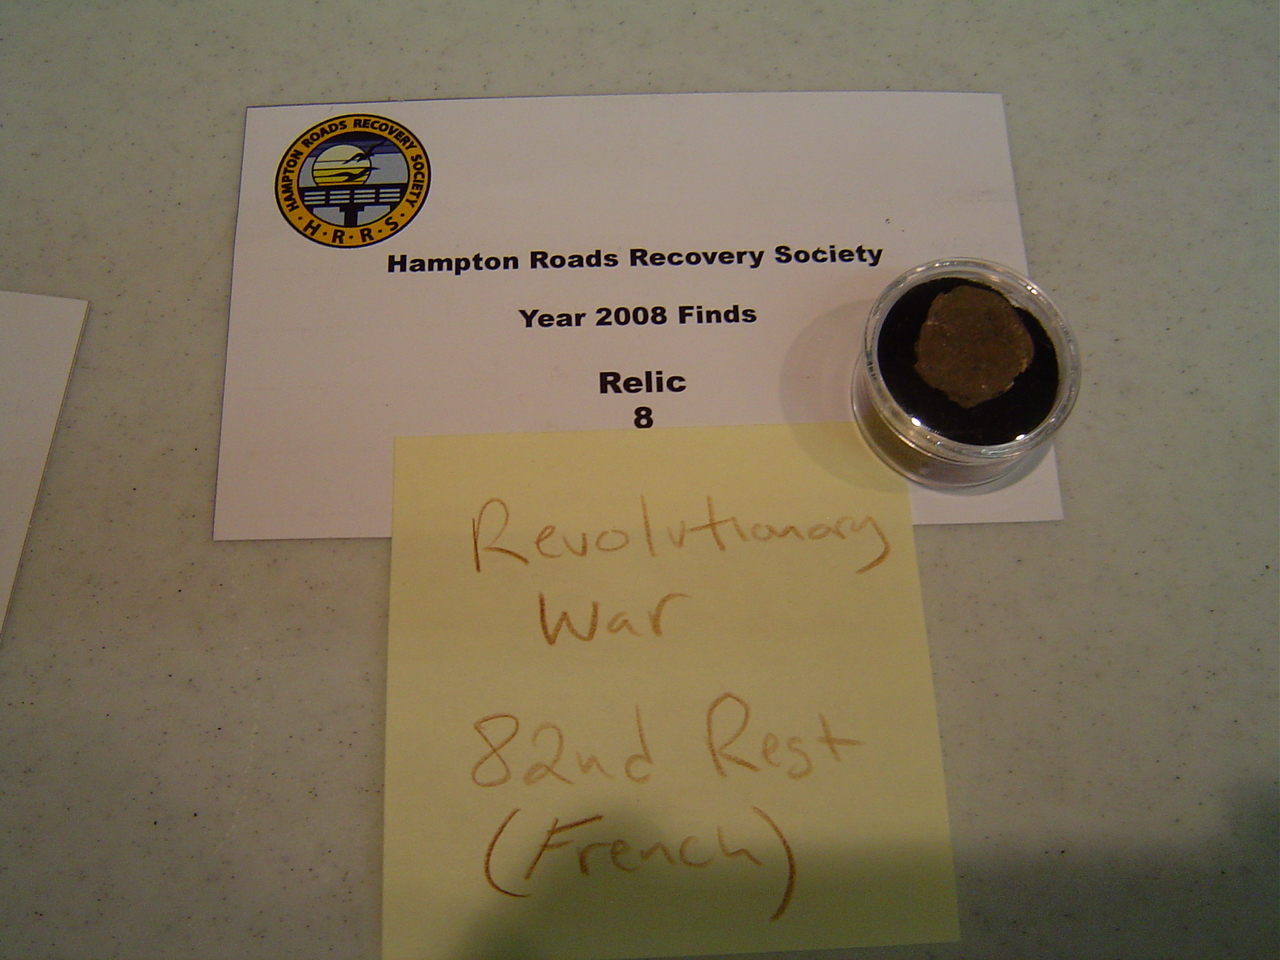 HAMPTON ROADS RECOVERY SOCIETY
· H · R · R · S ·
Hampton Roads Recovery Society
Year 2008 Finds
Relic
8
Revolutionary
War
82nd Regt
(French)